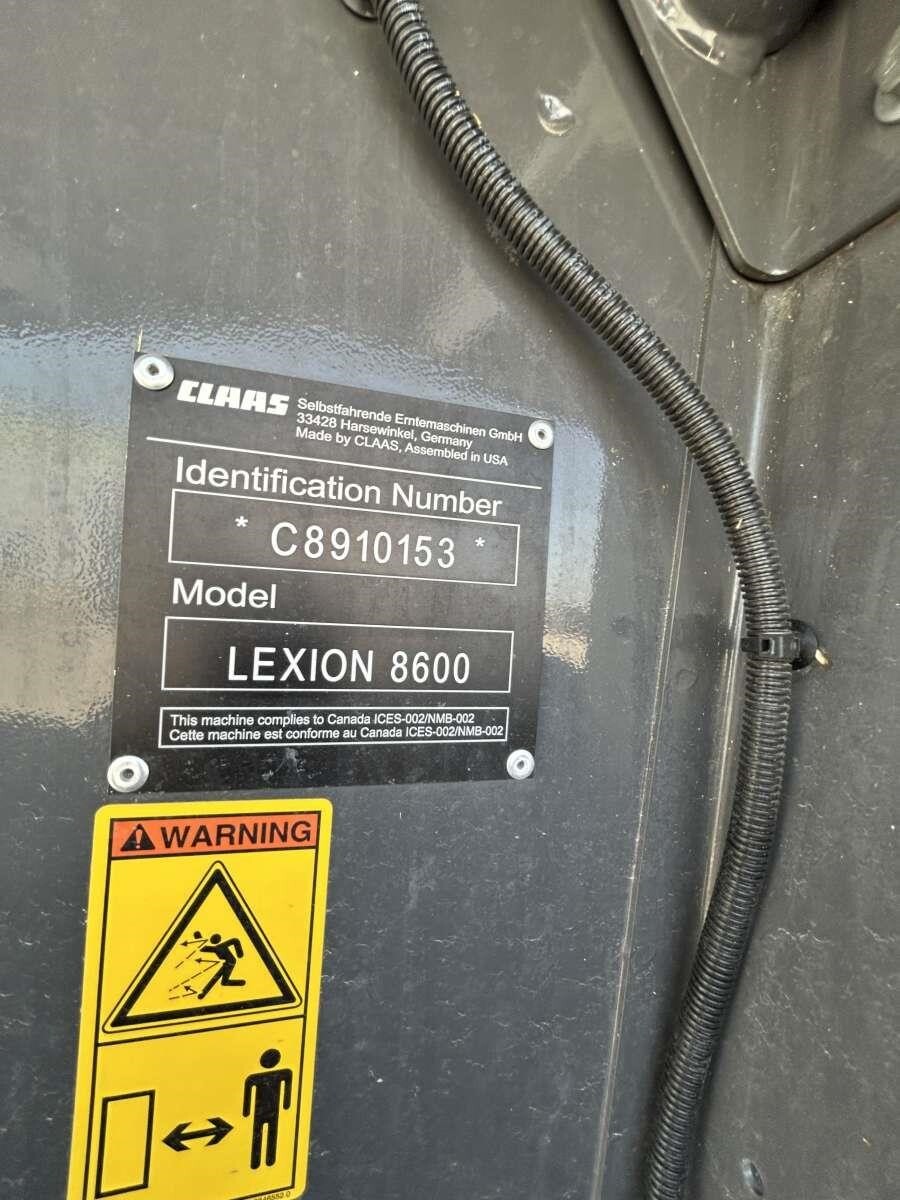 CLAAS
Selbstfahrende Erntemaschinen GmbH
33428 Harsewinkel, Germany
Made by CLAAS, Assembled in USA
Identification Number
* C8910153 *
Model
LEXION 8600
This machine complies to Canada ICES-002/NMB-002
Cette machine est conforme au Canada ICES-002/NMB-002
WARNING